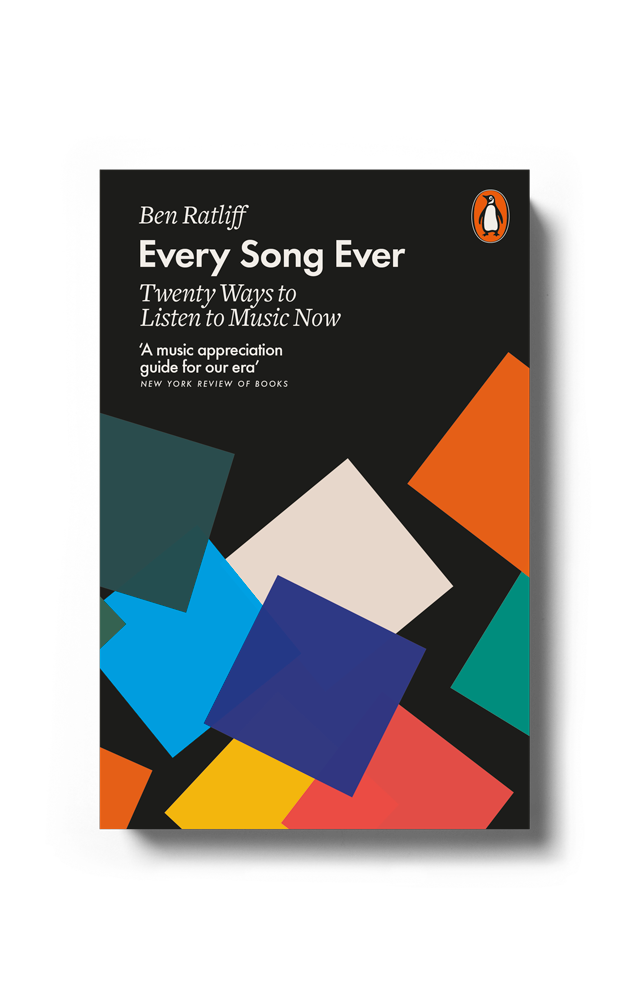 Ben Ratliff
Every Song Ever
Twenty Ways to
Listen to Music Now
‘A music appreciation
guide for our era’
NEW YORK REVIEW OF BOOKS